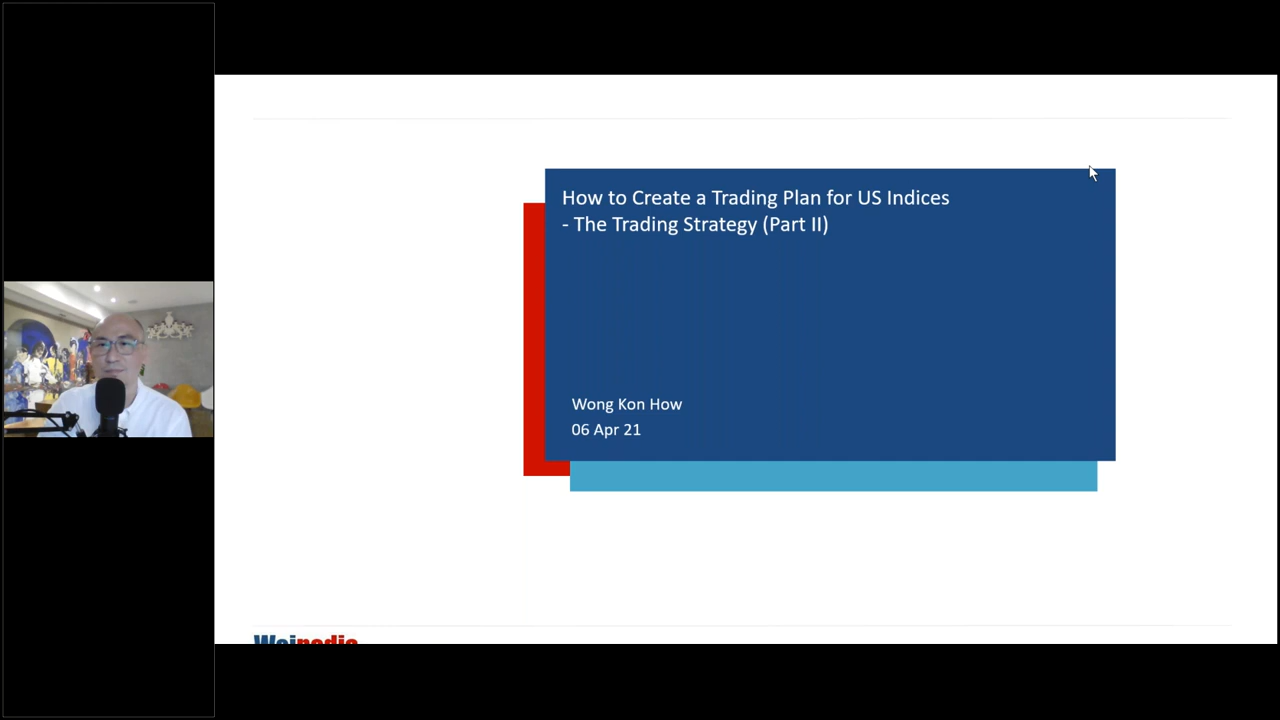 How to Create a Trading Plan for US Indices
- The Trading Strategy (Part II)
Wong Kon How
06 Apr 21